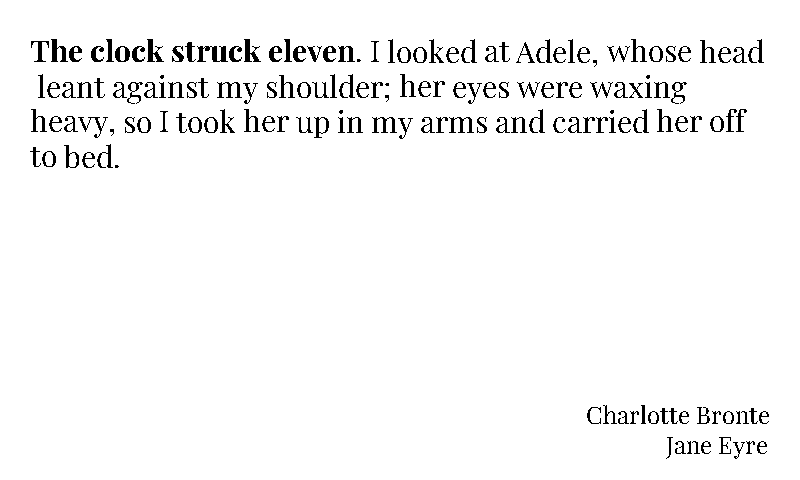 The clock struck eleven. I looked at Adele, whose head
leant against my shoulder; her eyes were waxing
heavy, so I took her up in my arms and carried her off
to bed.
Charlotte Bronte
Jane Eyre